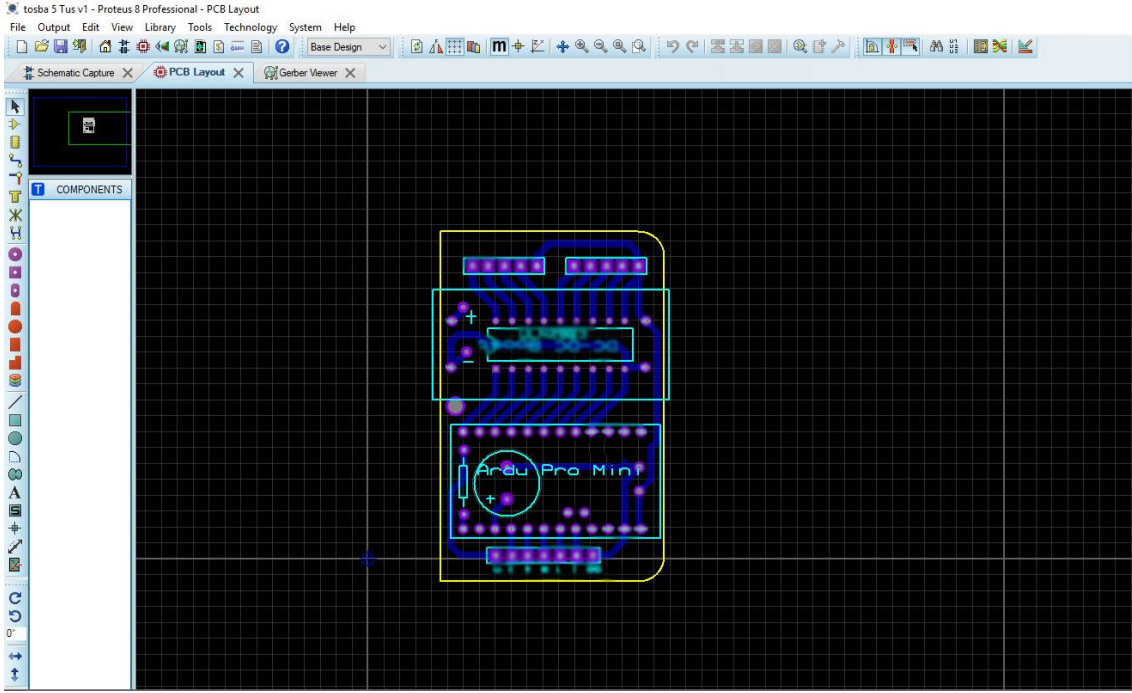 tosba 5 Tus v1 - Proteus 8 Professional - PCB Layout
File Output Edit View Library Tools Technology System Help
Base Design
Schematic Capture PCB Layout Gerber Viewer
COMPONENTS
+
-
Ardu Pro Mini
+
0°